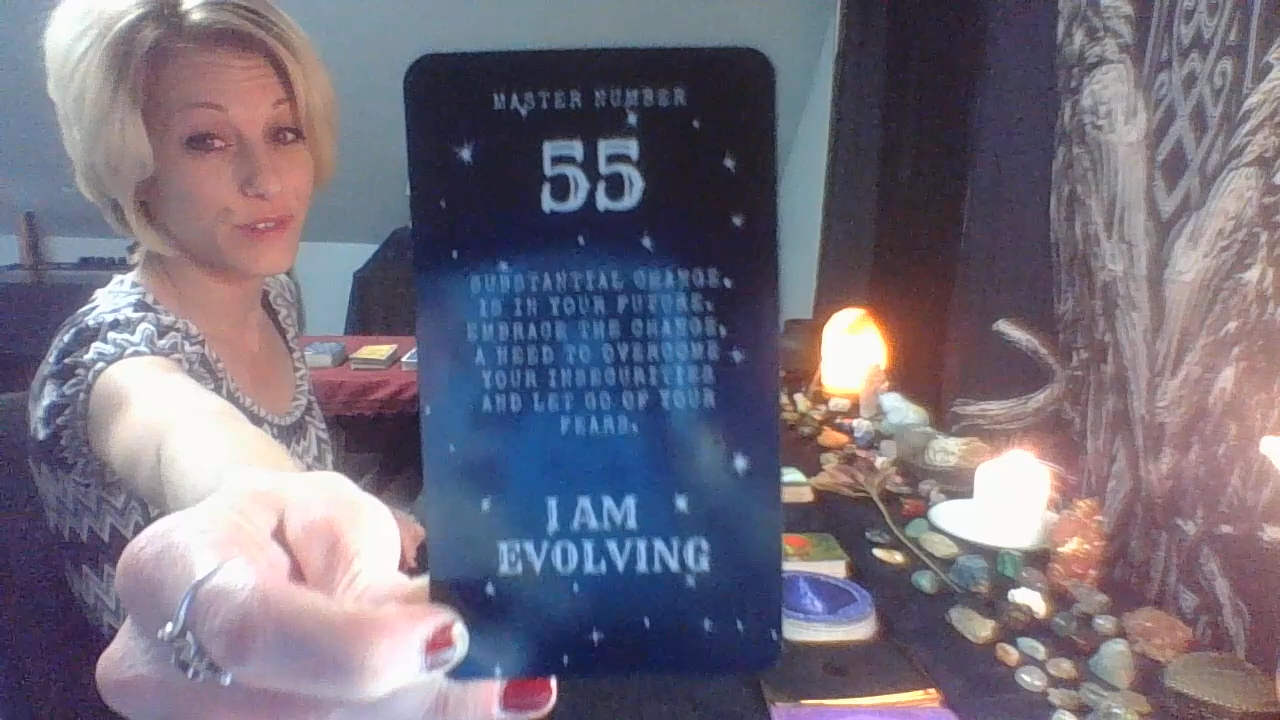 MASTER NUMBER
55
SUBSTANTIAL CHANGE
IS IN YOUR FUTURE.
EMBRACE THE CHANGE.
A NEED TO OVERCOME
YOUR INSECURITIES
AND LET GO OF YOUR
FEARS.
I AM
EVOLVING